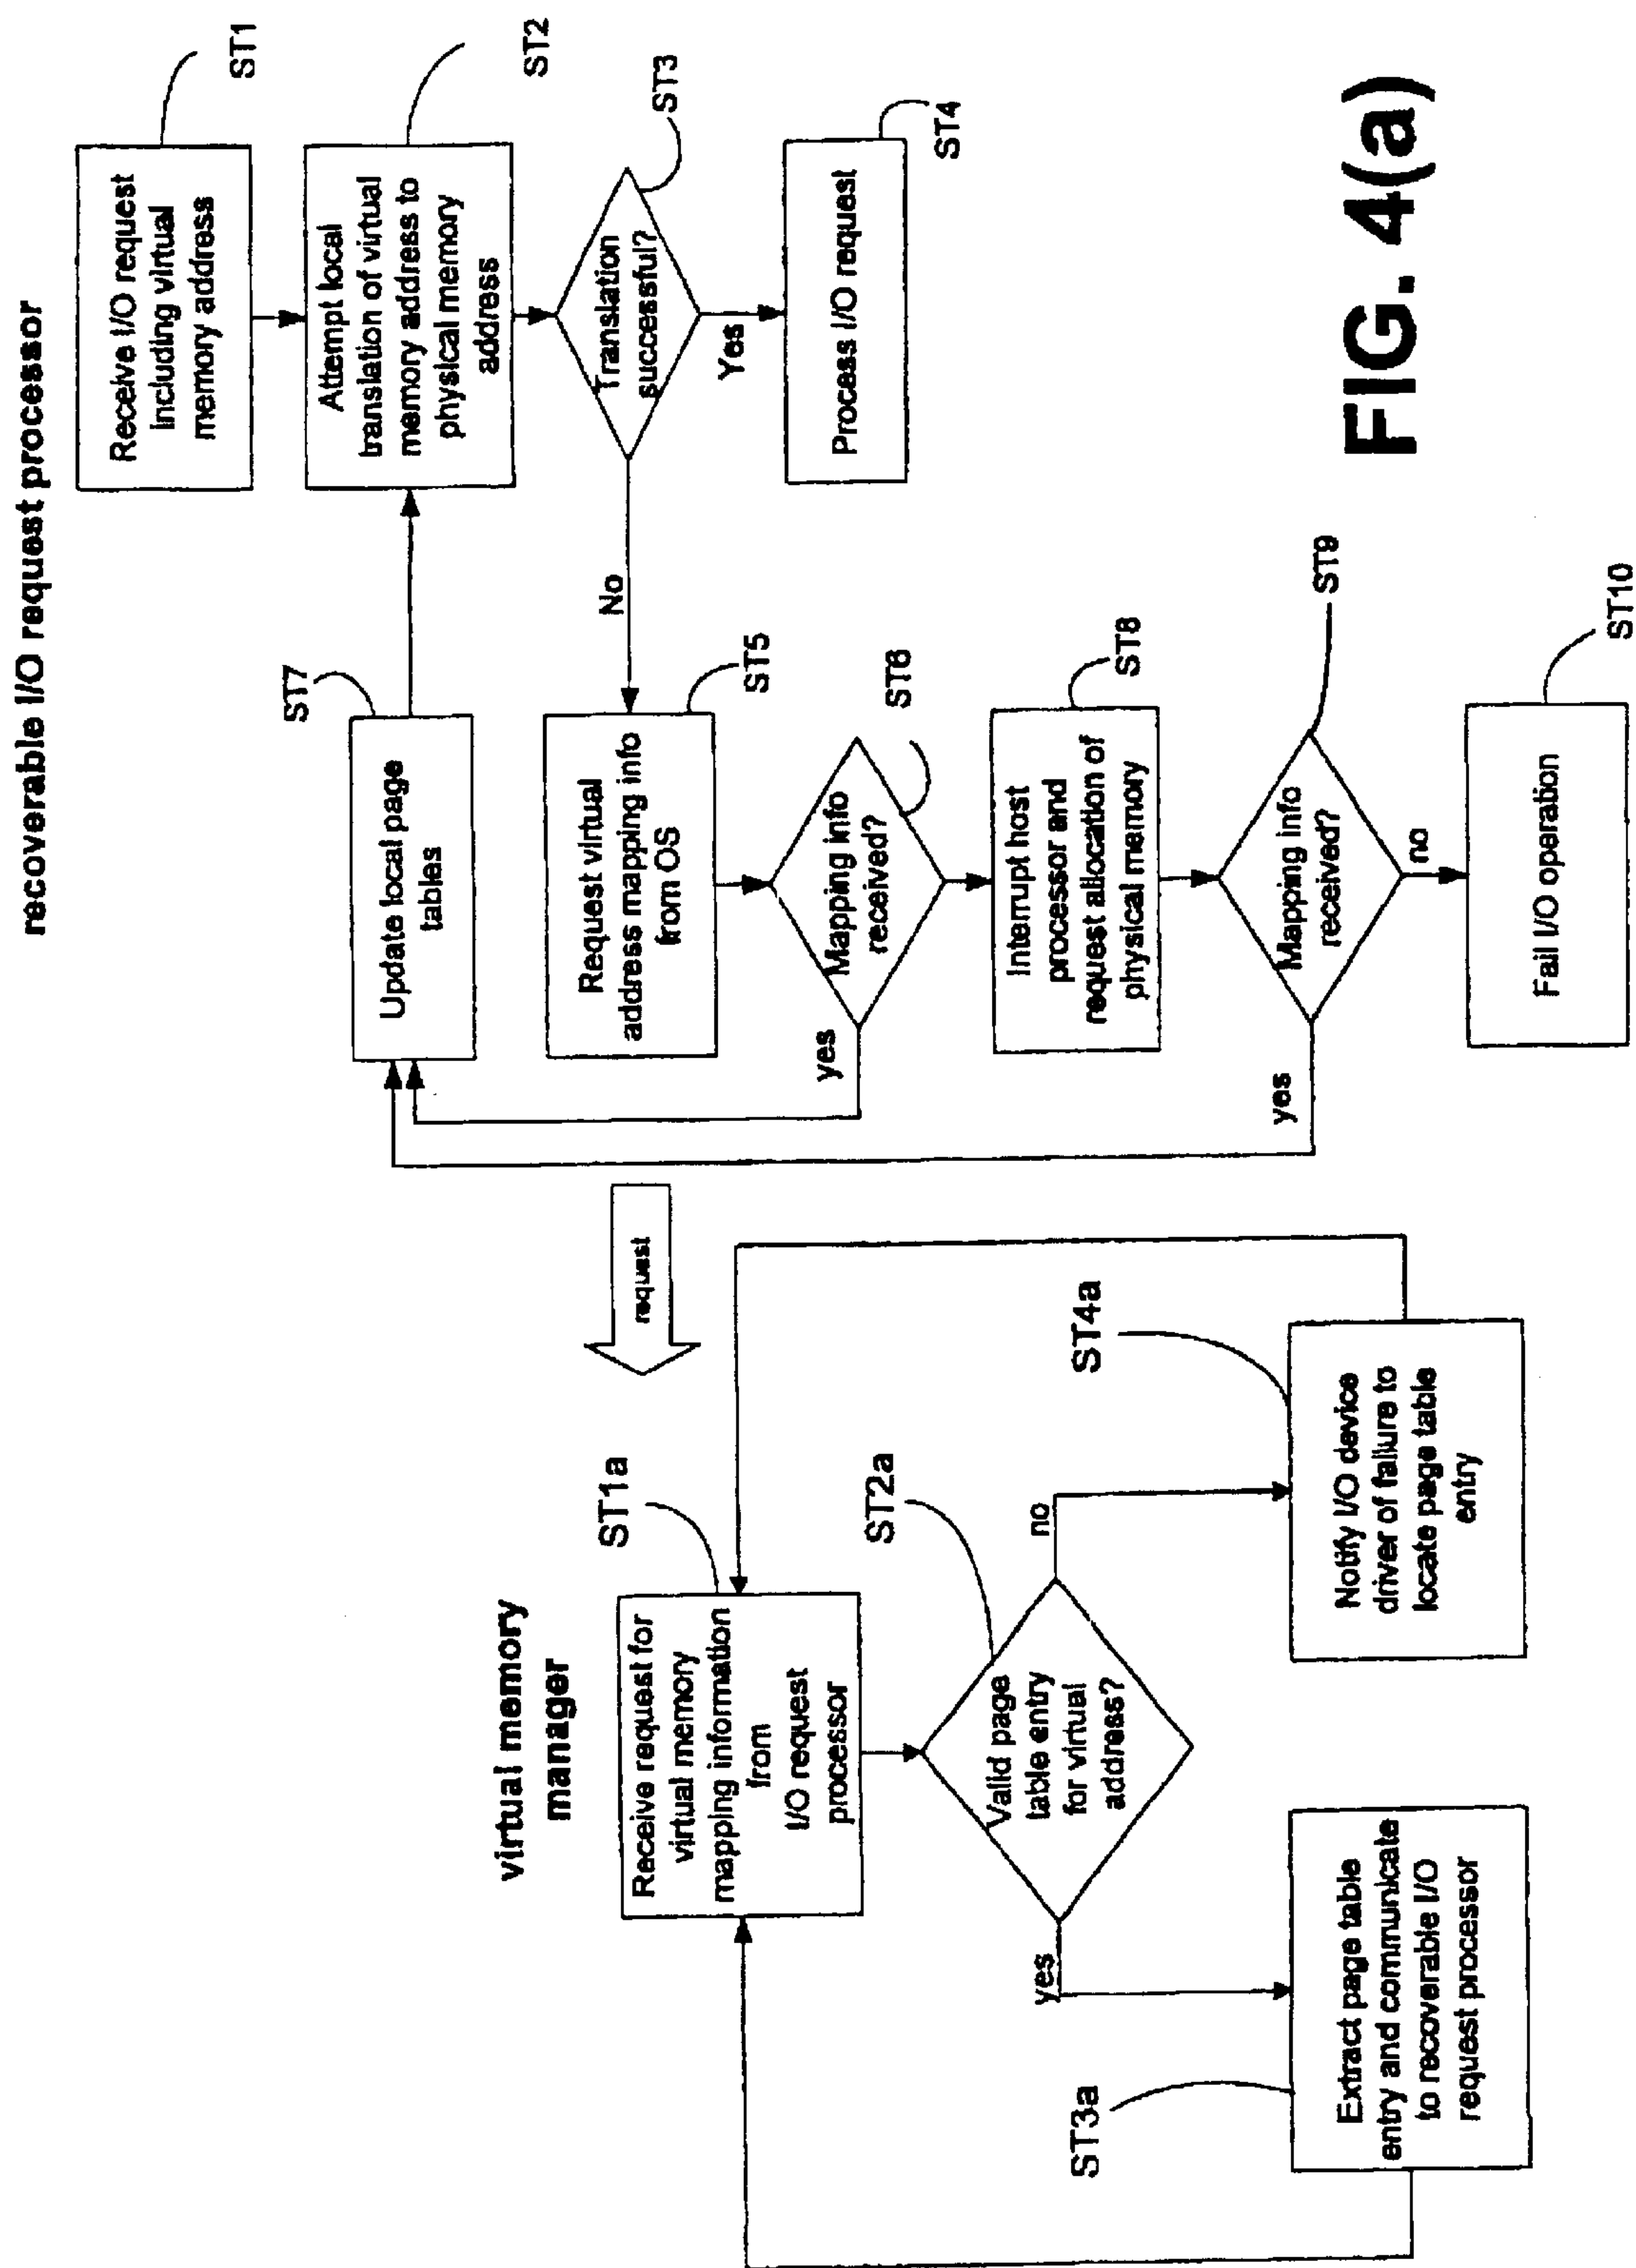 recoverable I/O request processor
Receive I/O request
including virtual
memory address
ST1
Attempt local
translation of virtual
memory address to
physical memory
address
ST2
Translation
successful?
ST3
Yes
No
Process I/O request
ST4
Update local page
tables
ST7
Request virtual
address mapping info
from OS
ST5
Mapping info
received?
ST6
yes
Interrupt host
processor and
request allocation of
physical memory
ST8
Mapping info
received?
ST9
yes
no
Fail I/O operation
ST10
request
virtual memory
manager
Receive request for
virtual memory
mapping information
from
I/O request
processor
ST1a
Valid page
table entry
for virtual
address?
ST2a
yes
no
Extract page table
entry and communicate
to recoverable I/O
request processor
ST3a
Notify I/O device
driver of failure to
locate page table
entry
ST4a
FIG. 4(a)